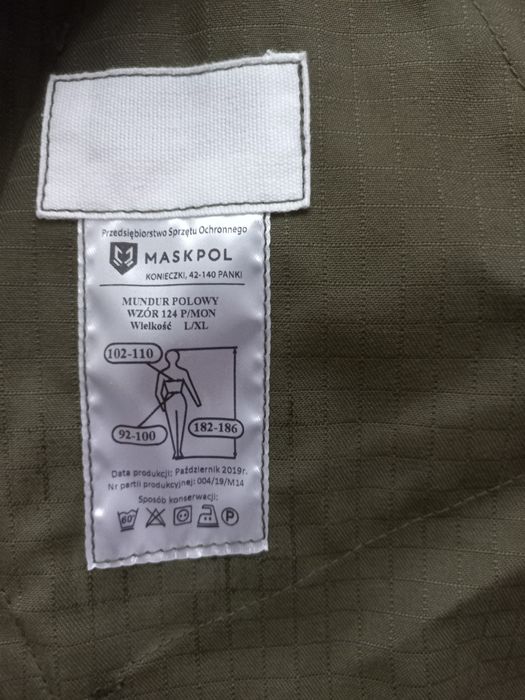 Przedsiębiorstwo Sprzętu Ochronnego
MASKPOL
KONIECZKI, 42-140 PANKI
MUNDUR POLOWY
WZÓR 124 P/MON
Wielkość L/XL
102-110
92-100
182-186
Data produkcji: Październik 2019r.
Nr partii produkcyjnej: 004/19/M14
Sposób konserwacji:
60° P